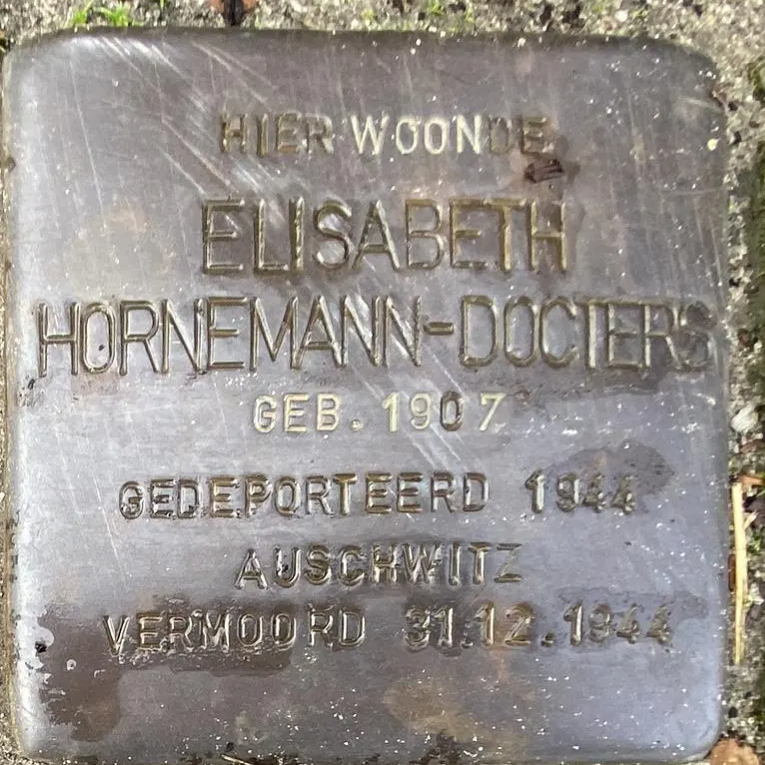 HIER WOONDE
ELISABETH
HORNEMANN-DOCTERS
GEB. 1907
GEDEPORTEERD 1944
AUSCHWITZ
VERMOORD 31.12.1944